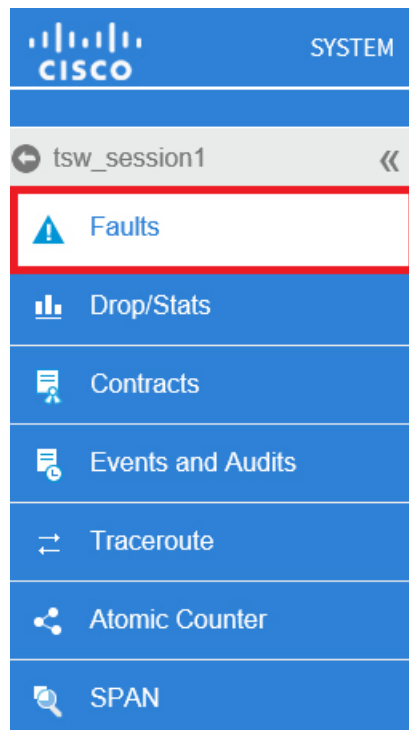 CISCO
SYSTEM
tsw_session1
Faults
Drop/Stats
Contracts
Events and Audits
Traceroute
Atomic Counter
SPAN